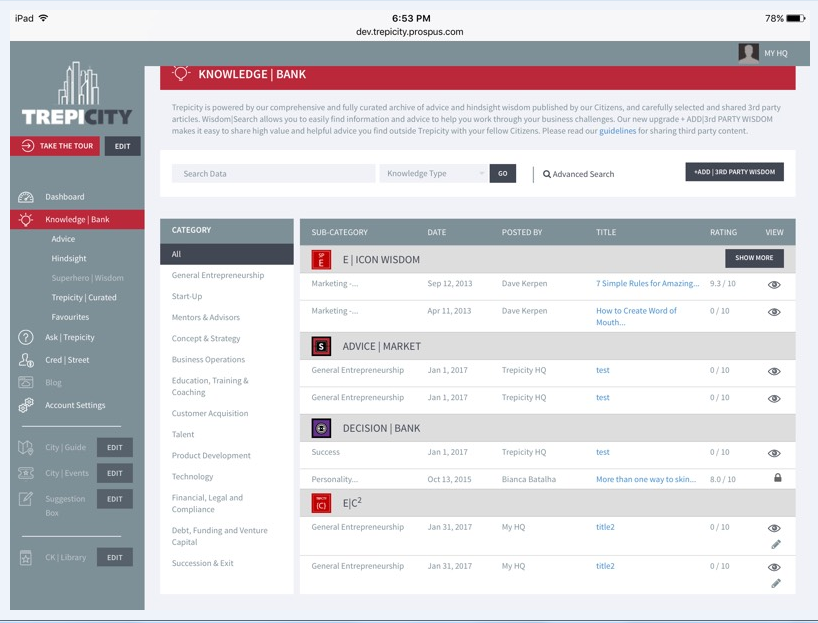 iPad 6:53 PM 78%
dev.trepicity.prospus.com
MY HQ
TREPICITY
TAKE THE TOUR EDIT
Dashboard
Knowledge | Bank
Advice
Hindsight
Superhero | Wisdom
Trepicity | Curated
Favourites
Ask | Trepicity
Cred | Street
Blog
Account Settings
City | Guide EDIT
City | Events EDIT
Suggestion EDIT
Box
CK | Library EDIT
KNOWLEDGE | BANK
Trepicity is powered by our comprehensive and fully curated archive of advice and hindsight wisdom published by our Citizens, and carefully selected and shared 3rd party
articles. Wisdom|Search allows you to easily find information and advice to help you work through your business challenges. Our new upgrade + ADD|3rd PARTY WISDOM
makes it easy to share high value and helpful advice you find outside Trepicity with your fellow Citizens. Please read our guidelines for sharing third party content.
Search Data Knowledge Type GO Advanced Search +ADD | 3RD PARTY WISDOM
CATEGORY
All
General Entrepreneurship
Start-Up
Mentors & Advisors
Concept & Strategy
Business Operations
Education, Training &
Coaching
Customer Acquisition
Talent
Product Development
Technology
Financial, Legal and
Compliance
Debt, Funding and Venture
Capital
Succession & Exit
SUB-CATEGORY DATE POSTED BY TITLE RATING VIEW
E | ICON WISDOM SHOW MORE
Marketing -... Sep 12, 2013 Dave Kerpen 7 Simple Rules for Amazing... 9.3 / 10
Marketing -... Apr 11, 2013 Dave Kerpen How to Create Word of 0 / 10
Mouth...
S ADVICE | MARKET
General Entrepreneurship Jan 1, 2017 Trepicity HQ test 0 / 10
General Entrepreneurship Jan 1, 2017 Trepicity HQ test 0 / 10
DECISION | BANK
Success Jan 1, 2017 Trepicity HQ test 0 / 10
Personality... Oct 13, 2015 Bianca Batalha More than one way to skin... 8.0 / 10
(C) E|C²
General Entrepreneurship Jan 31, 2017 My HQ title2 0 / 10
General Entrepreneurship Jan 31, 2017 My HQ title2 0 / 10